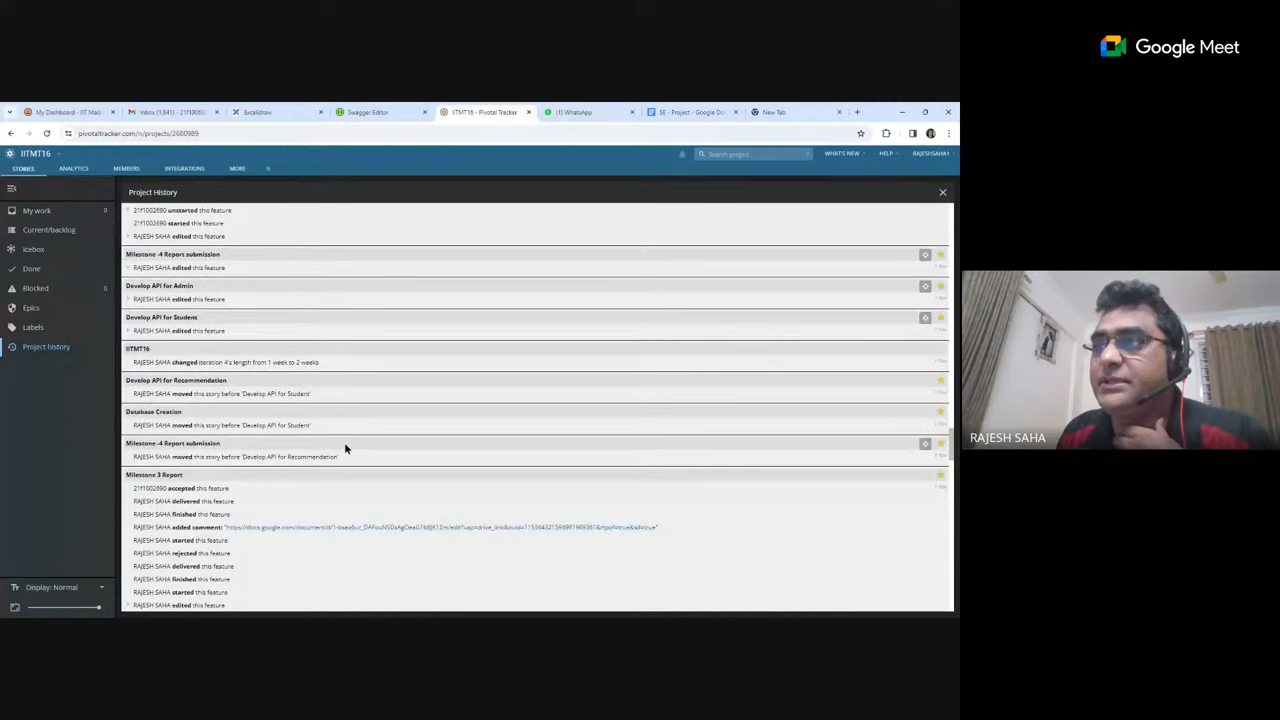 Google Meet
My Dashboard - IIT Mad
Excalidraw
Swagger Editor
IITMT16 - Pivotal Tracker
(1) WhatsApp
SE - Project - Google Do
New Tab
pivotaltracker.com/n/projects/2680989
IITMT16
Search project
WHAT'S NEW
HELP
RAJESHSAHA1
STORIES
ANALYTICS
MEMBERS
INTEGRATIONS
MORE
Project History
My work 0
Current/backlog
Icebox
Done
Blocked 0
Epics
Labels
Project history
Display: Normal
21f1002690 unstarted this feature
21f1002690 started this feature
RAJESH SAHA edited this feature
Milestone -4 Report submission
RAJESH SAHA edited this feature
Develop API for Admin
RAJESH SAHA edited this feature
Develop API for Student
RAJESH SAHA edited this feature
IITMT16
RAJESH SAHA changed iteration 4's length from 1 week to 2 weeks
Develop API for Recommendation
RAJESH SAHA moved this story before 'Develop API for Student'
Database Creation
RAJESH SAHA moved this story before 'Develop API for Student'
Milestone -4 Report submission
RAJESH SAHA moved this story before 'Develop API for Recommendation'
Milestone 3 Report
21f1002690 accepted this feature
RAJESH SAHA delivered this feature
RAJESH SAHA finished this feature
RAJESH SAHA added comment:
RAJESH SAHA started this feature
RAJESH SAHA rejected this feature
RAJESH SAHA delivered this feature
RAJESH SAHA finished this feature
RAJESH SAHA started this feature
RAJESH SAHA edited this feature
RAJESH SAHA